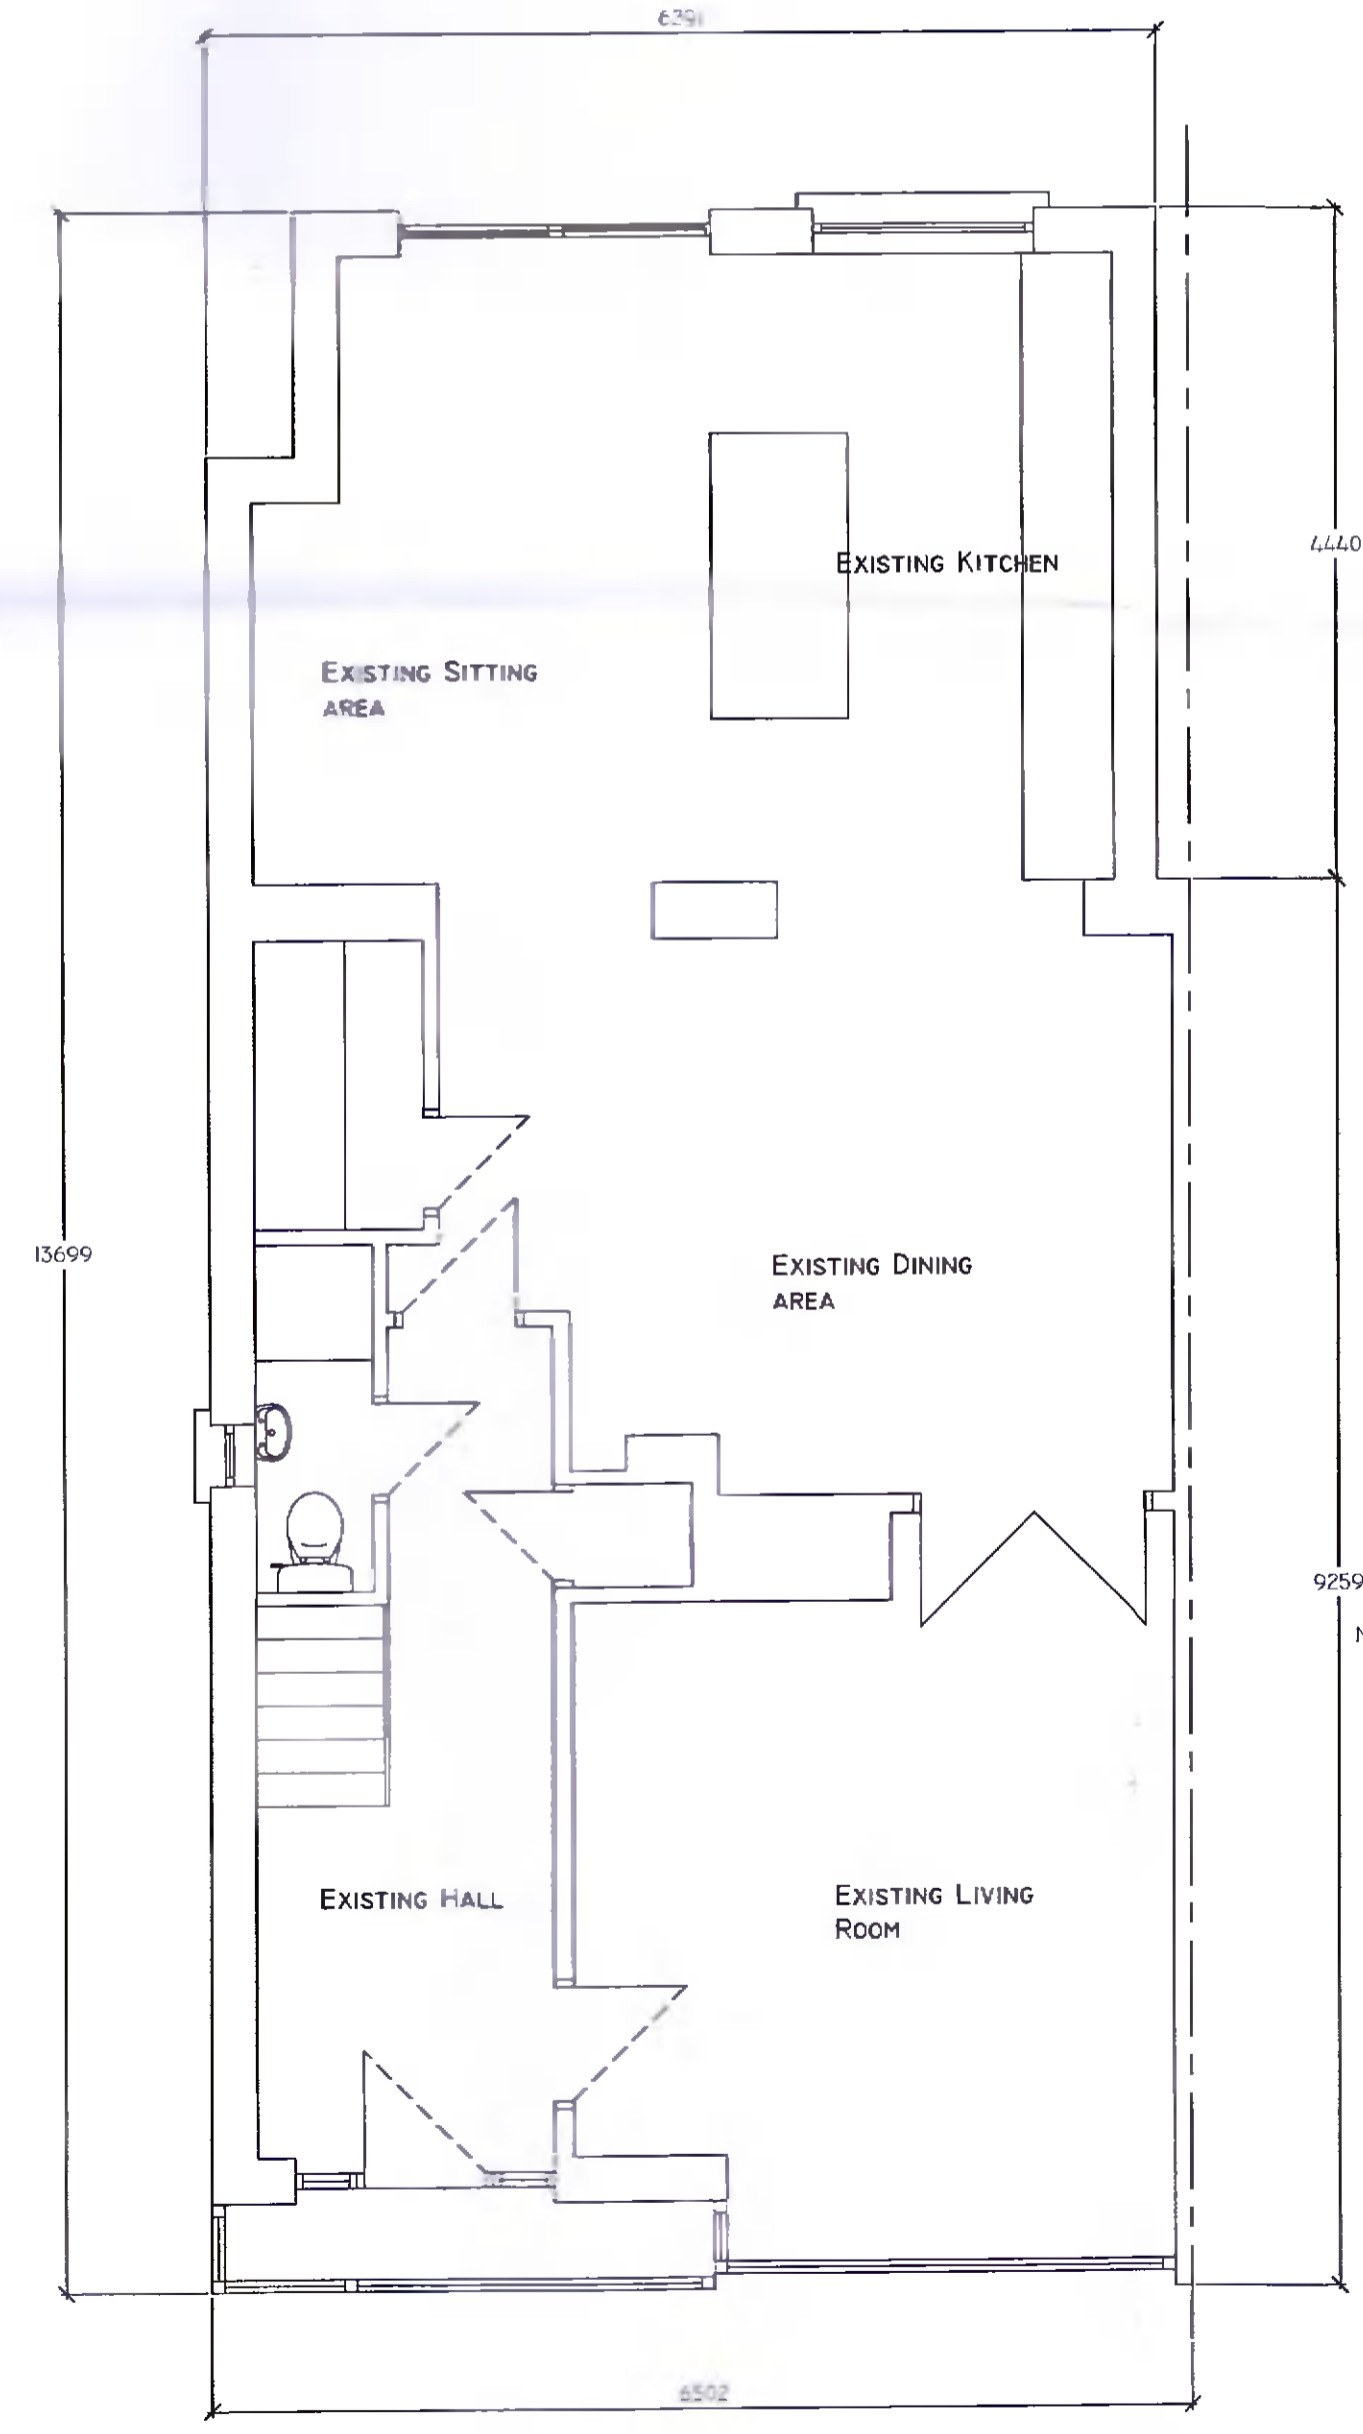 6391
4440
EXISTING KITCHEN
EXISTING SITTING
AREA
13699
EXISTING DINING
AREA
9259
EXISTING HALL
EXISTING LIVING
ROOM
6502